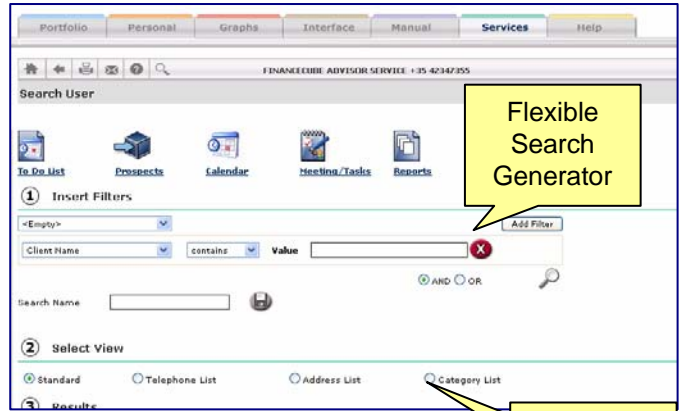 Portfolio Personal Graphs Interface Manual Services Help
FINANCECUBE ADVISOR SERVICE +35 42347355
Search User
Flexible
Search
Generator
To Do List Prospects Calendar Meeting/Tasks Reports
1 Insert Filters
<Empty> Add Filter
Client Name contains Value X
AND OR
Search Name
2 Select View
Standard Telephone List Address List Category List
3 Results